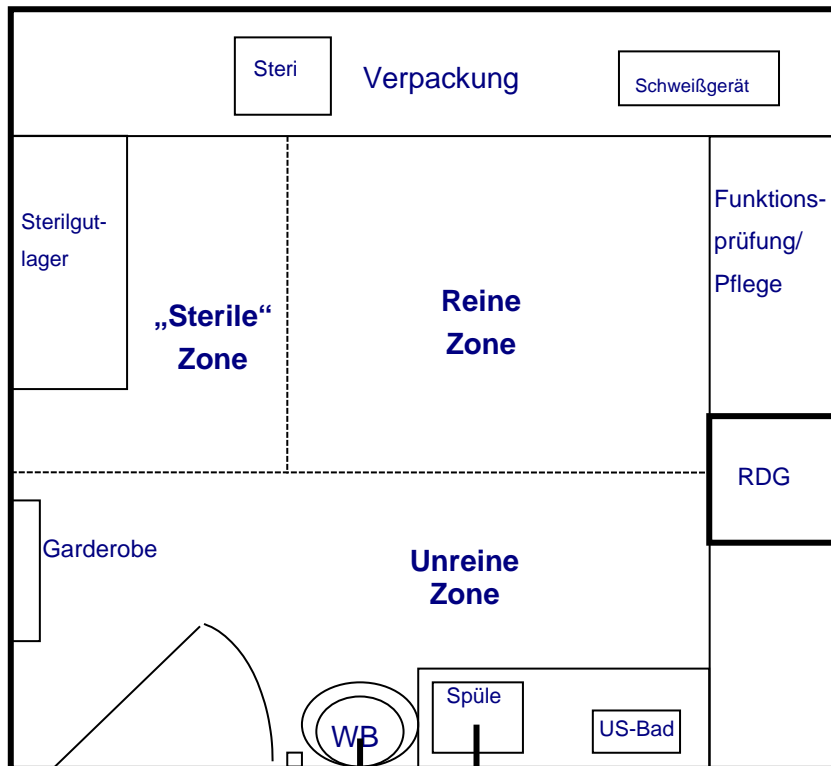 Steri
Verpackung
Schweißgerät
Sterilgut-
lager
„Sterile“
Zone
Reine
Zone
Funktions-
prüfung/
Pflege
RDG
Garderobe
Unreine
Zone
WB
Spüle
US-Bad